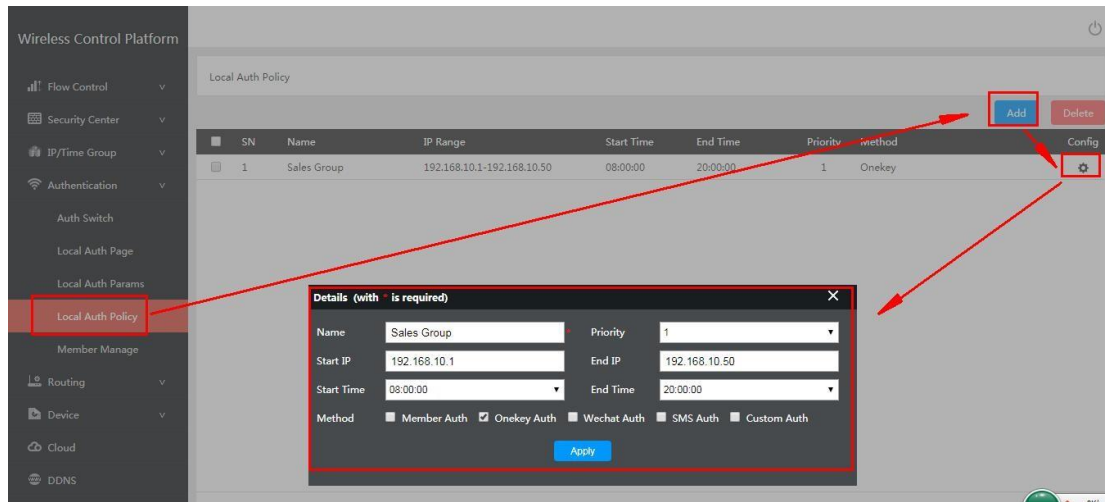 Wireless Control Platform
Flow Control v
Security Center v
IP/Time Group v
Authentication v
Auth Switch
Local Auth Page
Local Auth Params
Local Auth Policy
Member Manage
Routing v
Device v
Cloud
DDNS
Local Auth Policy
Add Delete
SN Name IP Range Start Time End Time Priority Method Config
1 Sales Group 192.168.10.1-192.168.10.50 08:00:00 20:00:00 1 Onekey
Details (with * is required) ×
Name Sales Group * Priority 1
Start IP 192.168.10.1 End IP 192.168.10.50
Start Time 08:00:00 End Time 20:00:00
Method Member Auth Onekey Auth Wechat Auth SMS Auth Custom Auth
Apply